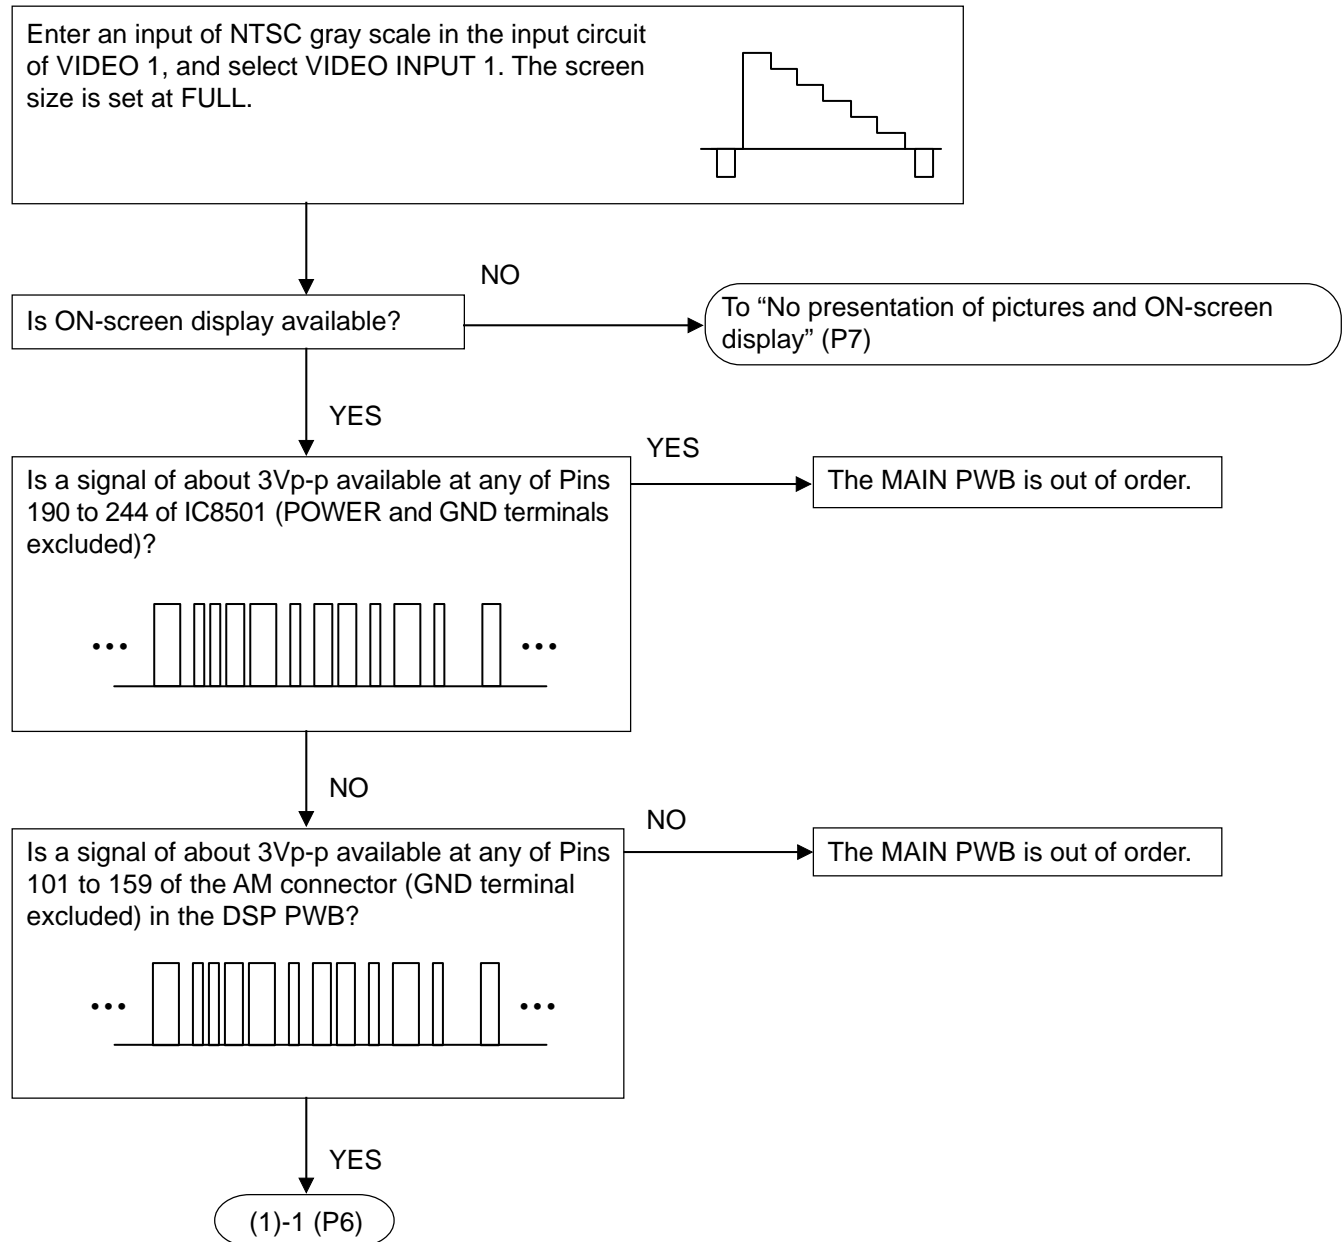 Enter an input of NTSC gray scale in the input circuit
of VIDEO 1, and select VIDEO INPUT 1. The screen
size is set at FULL.
NO
Is ON-screen display available?
To “No presentation of pictures and ON-screen
display” (P7)
YES
Is a signal of about 3Vp-p available at any of Pins
190 to 244 of IC8501 (POWER and GND terminals
excluded)?
YES
The MAIN PWB is out of order.
NO
Is a signal of about 3Vp-p available at any of Pins
101 to 159 of the AM connector (GND terminal
excluded) in the DSP PWB?
NO
The MAIN PWB is out of order.
YES
(1)-1 (P6)